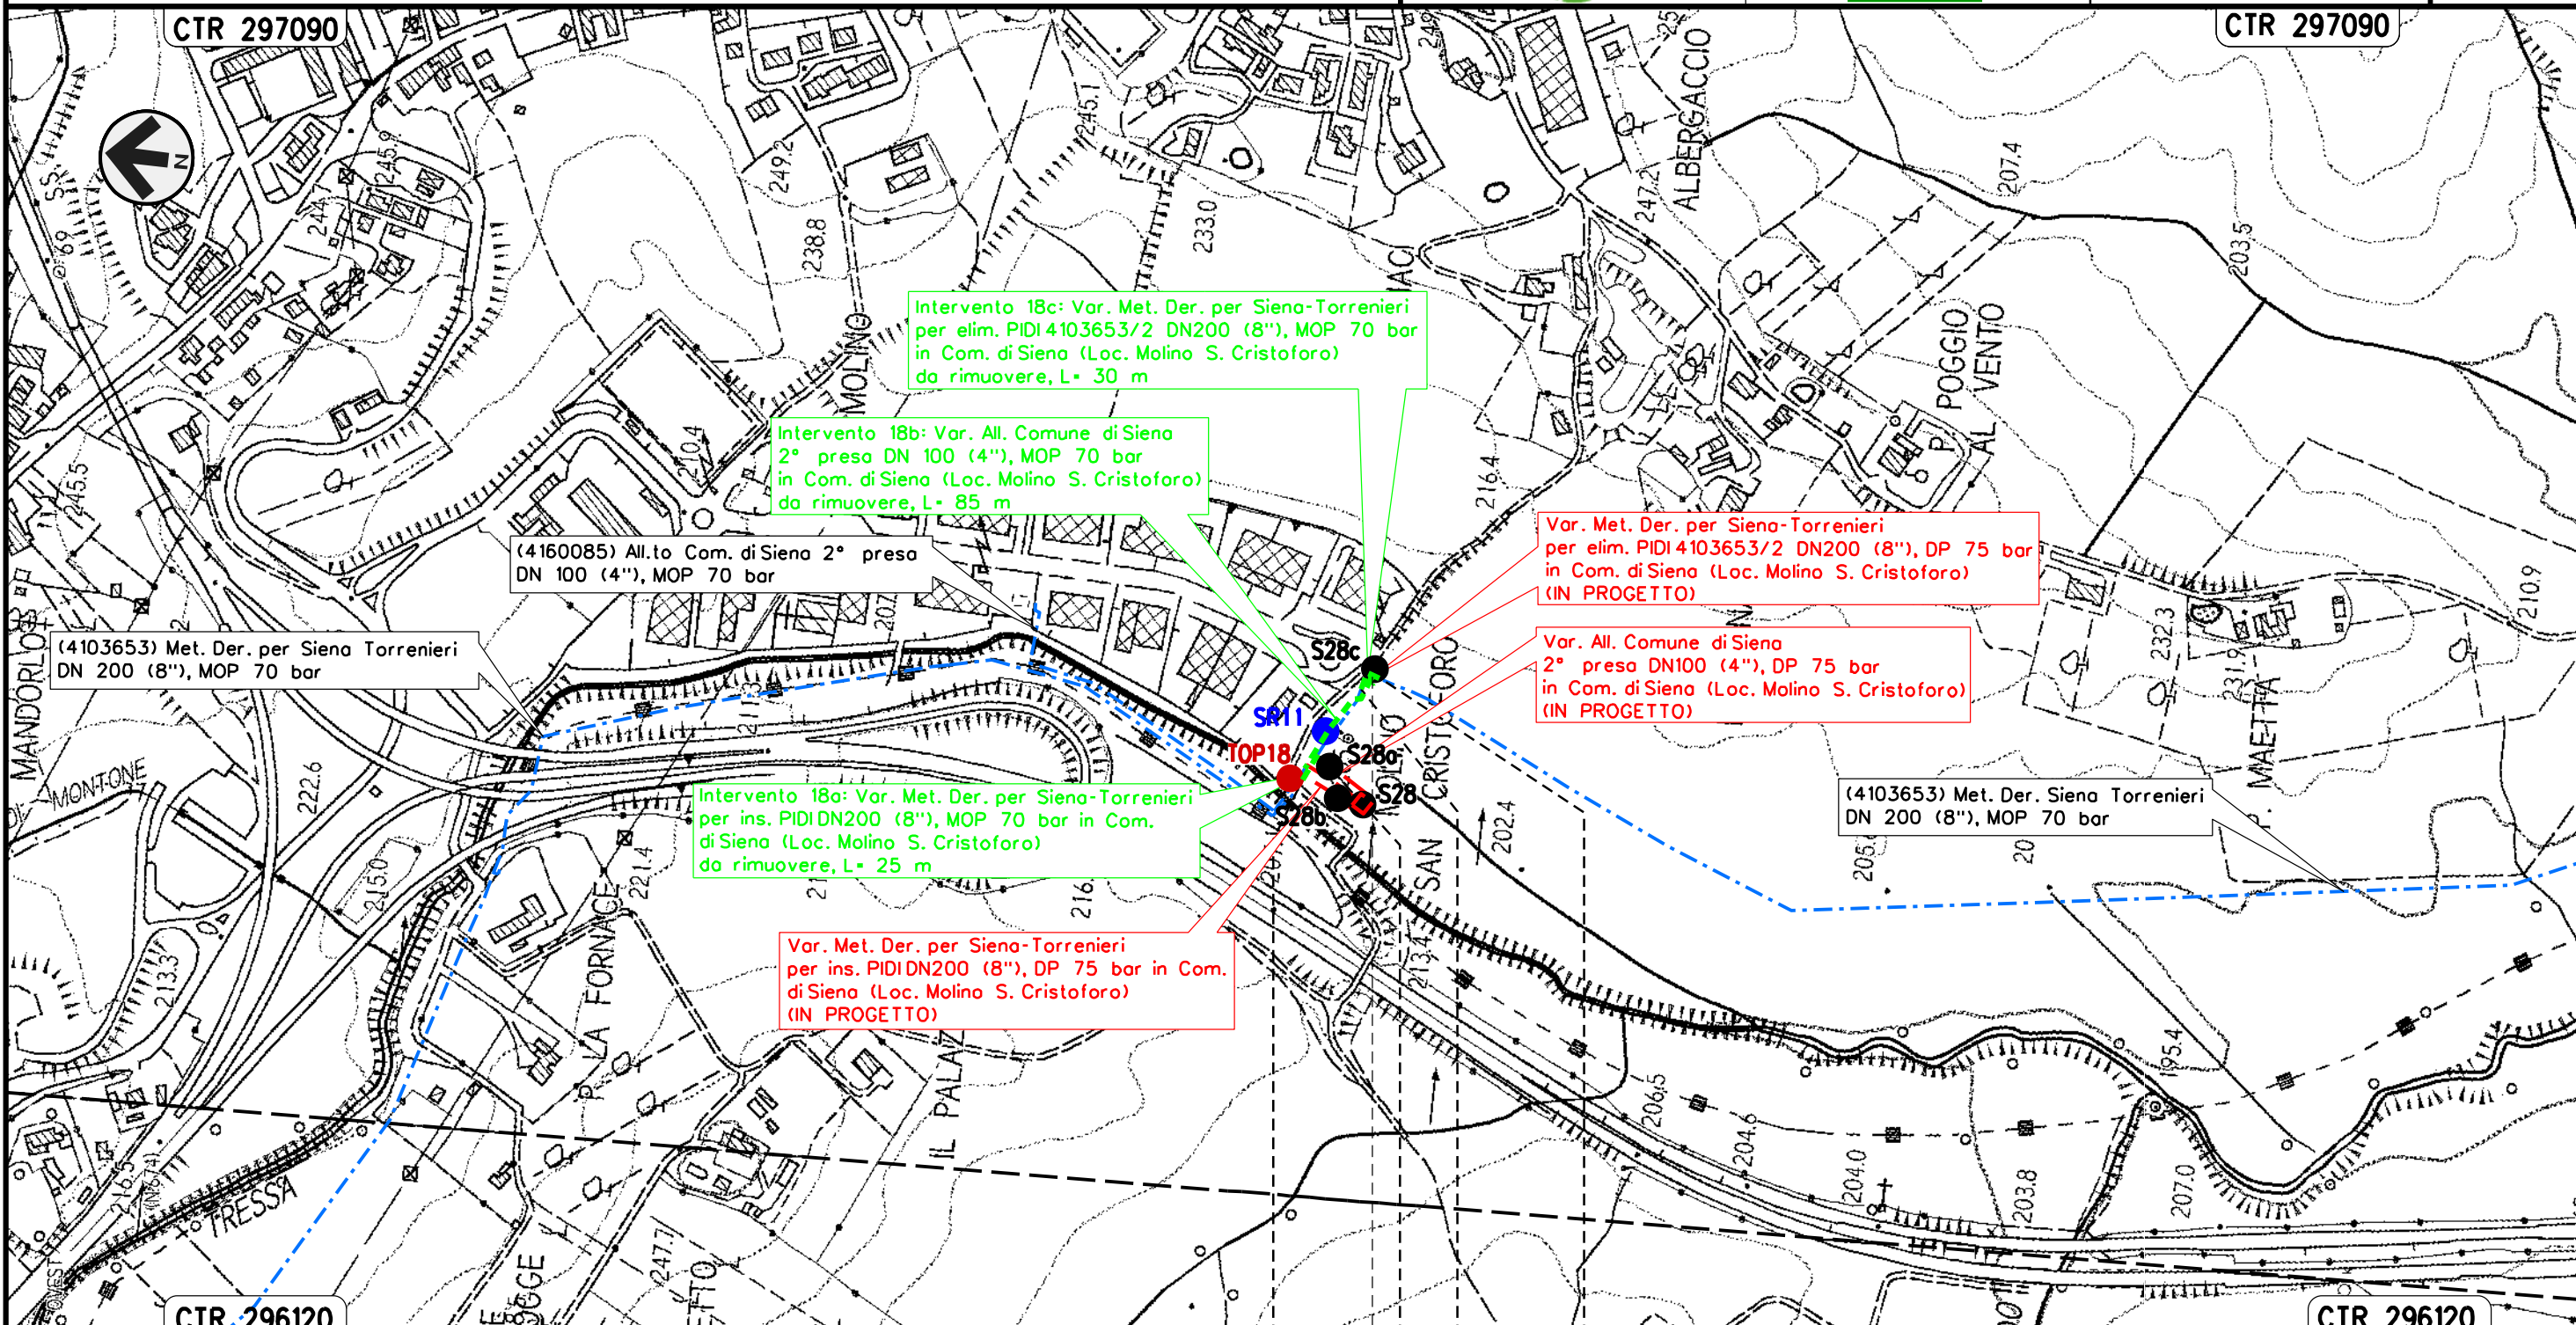 CTR 297090
CTR 297090
N
SS.
69
245.9
244.7
249.2
238.8
245.1
233.0
ALBERGACCIO
247.2
207.4
203.5
MOLINO
210.4
245.5
216.4
POGGIO
AL VENTO
Intervento 18c: Var. Met. Der. per Siena-Torrenieri
per elim. PIDI 4103653/2 DN200 (8"), MOP 70 bar
in Com. di Siena (Loc. Molino S. Cristoforo)
da rimuovere, L= 30 m
Intervento 18b: Var. All. Comune di Siena
2° presa DN 100 (4"), MOP 70 bar
in Com. di Siena (Loc. Molino S. Cristoforo)
da rimuovere, L= 85 m
(4160085) All.to Com. di Siena 2° presa
DN 100 (4"), MOP 70 bar
Var. Met. Der. per Siena-Torrenieri
per elim. PIDI 4103653/2 DN200 (8"), DP 75 bar
in Com. di Siena (Loc. Molino S. Cristoforo)
(IN PROGETTO)
(4103653) Met. Der. per Siena Torrenieri
DN 200 (8"), MOP 70 bar
Var. All. Comune di Siena
2° presa DN100 (4"), DP 75 bar
in Com. di Siena (Loc. Molino S. Cristoforo)
(IN PROGETTO)
MANDORLO
S28c
SR11
TOP18
S28a
S28
S28b
SAN
CRISTOFORO
202.4
232.3
231.9
210.9
P. MAETTA
MONTONE
222.6
Intervento 18a: Var. Met. Der. per Siena-Torrenieri
per ins. PIDI DN200 (8"), MOP 70 bar in Com.
di Siena (Loc. Molino S. Cristoforo)
da rimuovere, L= 25 m
(4103653) Met. Der. Siena Torrenieri
DN 200 (8"), MOP 70 bar
215.0
221.4
213.3
213.4
P. LA FORNACE
Var. Met. Der. per Siena-Torrenieri
per ins. PIDI DN200 (8"), DP 75 bar in Com.
di Siena (Loc. Molino S. Cristoforo)
(IN PROGETTO)
IL PALAZ
195.4
206.5
204.6
204.0
203.8
207.0
216.5
TRESSA
247.7
CTR 296120
CTR 296120